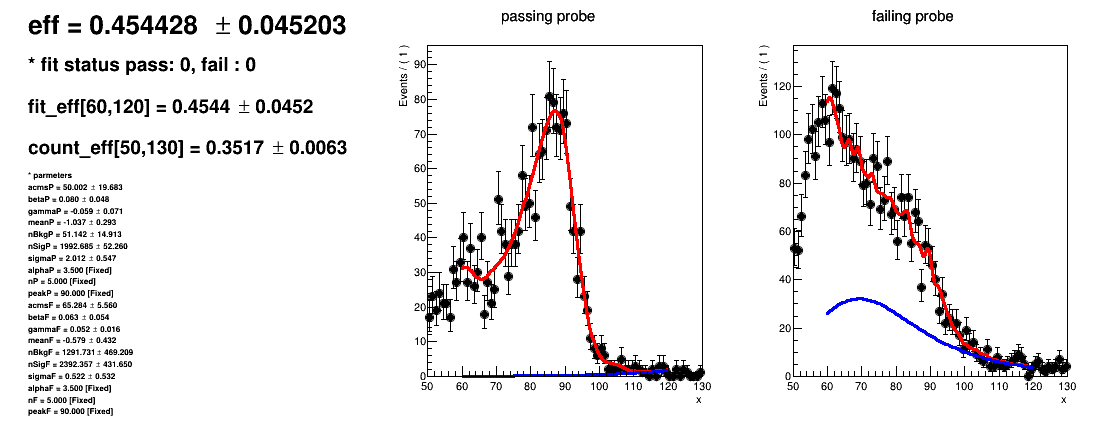 eff = 0.454428 ± 0.045203
* fit status pass: 0, fail : 0
fit_eff[60,120] = 0.4544 ± 0.0452
count_eff[50,130] = 0.3517 ± 0.0063
* parmeters
acmsP = 50.002 ± 19.683
betaP = 0.080 ± 0.048
gammaP = -0.059 ± 0.071
meanP = -1.037 ± 0.293
nBkgP = 51.142 ± 14.913
nSigP = 1992.685 ± 52.260
sigmaP = 2.012 ± 0.547
alphaP = 3.500 [Fixed]
nP = 5.000 [Fixed]
peakP = 90.000 [Fixed]
acmsF = 65.284 ± 5.560
betaF = 0.063 ± 0.054
gammaF = 0.052 ± 0.016
meanF = -0.579 ± 0.432
nBkgF = 1291.731 ± 469.209
nSigF = 2392.357 ± 431.650
sigmaF = 0.522 ± 0.532
alphaF = 3.500 [Fixed]
nF = 5.000 [Fixed]
peakF = 90.000 [Fixed]
passing probe
Events / ( 1 )
90
80
70
60
50
40
30
20
10
0
50 60 70 80 90 100 110 120 130
x
failing probe
Events / ( 1 )
120
100
80
60
40
20
0
50 60 70 80 90 100 110 120 130
x